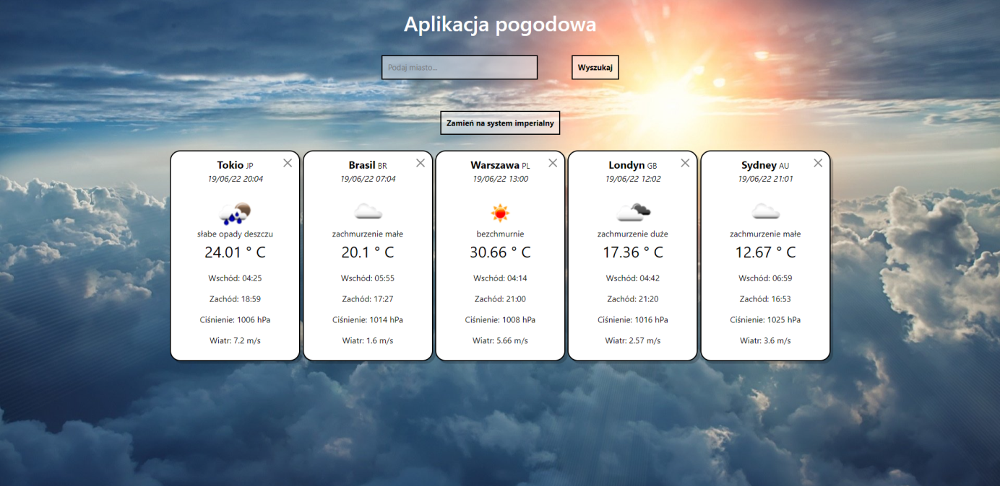 Aplikacja pogodowa
Podaj miasto...
Wyszukaj
Zamień na system imperialny
Tokio JP
19/06/22 20:04
słabe opady deszczu
24.01 ° C
Wschód: 04:25
Zachód: 18:59
Ciśnienie: 1006 hPa
Wiatr: 7.2 m/s
Brasil BR
19/06/22 07:04
zachmurzenie małe
20.1 ° C
Wschód: 05:55
Zachód: 17:27
Ciśnienie: 1014 hPa
Wiatr: 1.6 m/s
Warszawa PL
19/06/22 13:00
bezchmurnie
30.66 ° C
Wschód: 04:14
Zachód: 21:00
Ciśnienie: 1008 hPa
Wiatr: 5.66 m/s
Londyn GB
19/06/22 12:02
zachmurzenie duże
17.36 ° C
Wschód: 04:42
Zachód: 21:20
Ciśnienie: 1016 hPa
Wiatr: 2.57 m/s
Sydney AU
19/06/22 21:01
zachmurzenie małe
12.67 ° C
Wschód: 06:59
Zachód: 16:53
Ciśnienie: 1025 hPa
Wiatr: 3.6 m/s